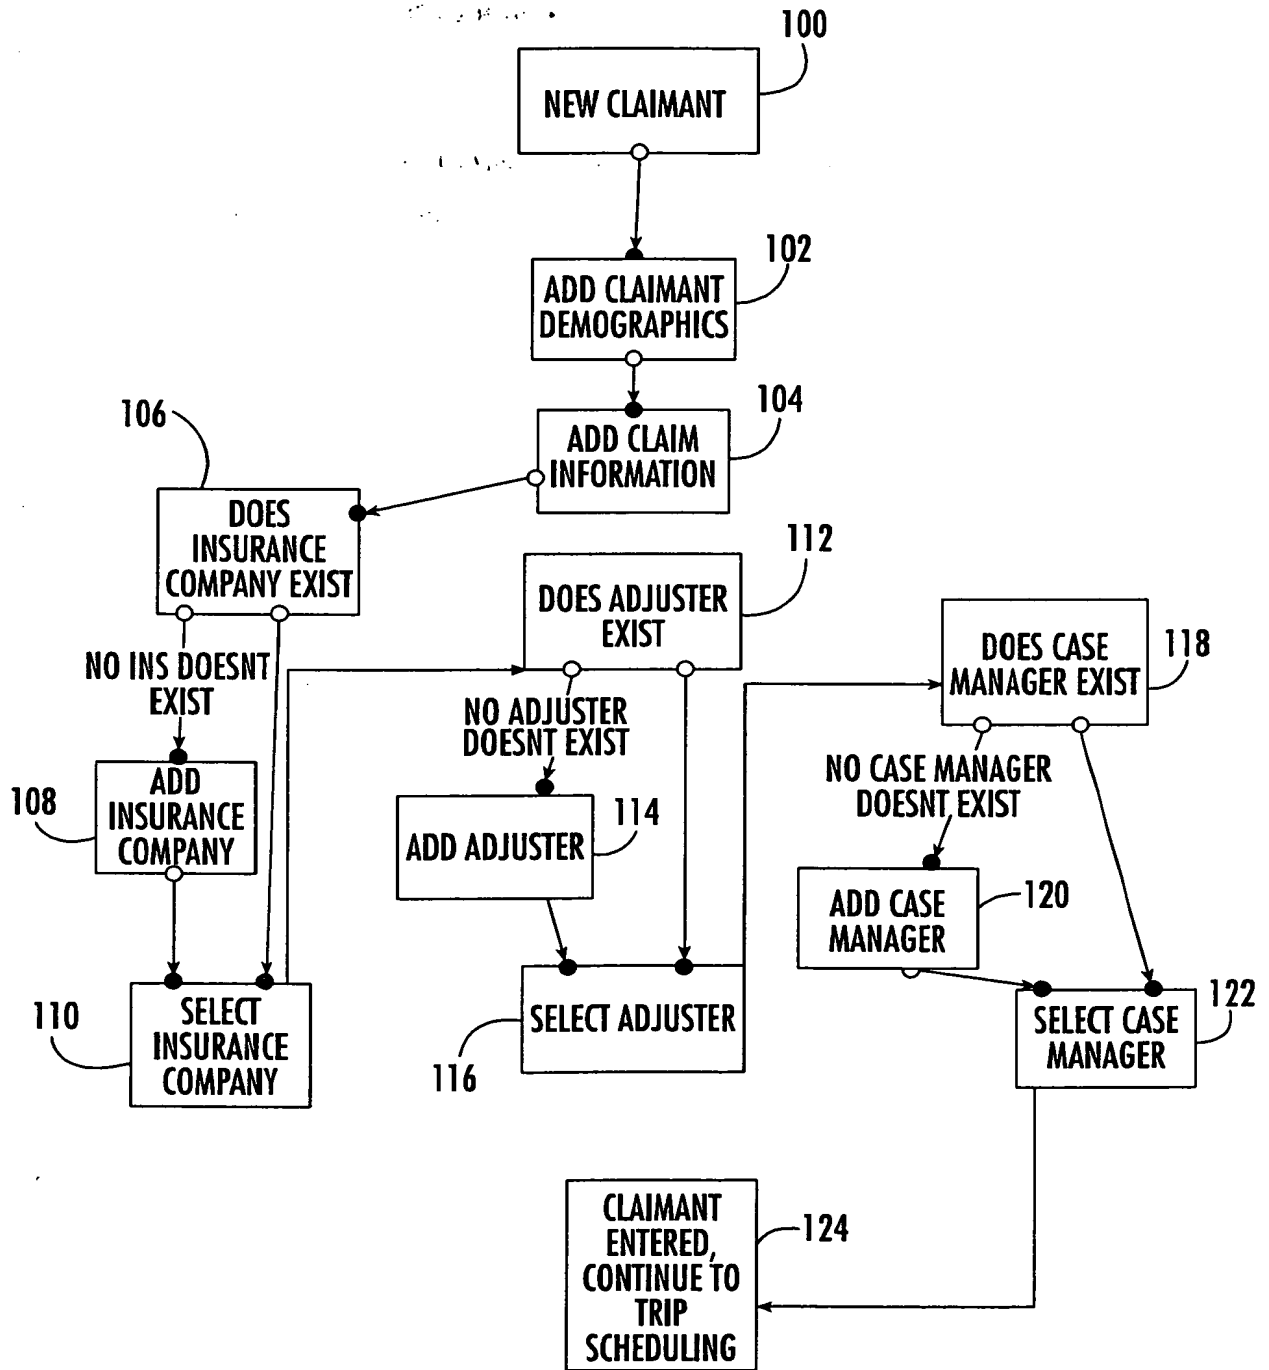 100
NEW CLAIMANT
102
ADD CLAIMANT
DEMOGRAPHICS
104
ADD CLAIM
INFORMATION
106
DOES
INSURANCE
COMPANY EXIST
NO INS DOESNT
EXIST
108
ADD
INSURANCE
COMPANY
110
SELECT
INSURANCE
COMPANY
112
DOES ADJUSTER
EXIST
NO ADJUSTER
DOESNT EXIST
114
ADD ADJUSTER
116
SELECT ADJUSTER
118
DOES CASE
MANAGER EXIST
NO CASE MANAGER
DOESNT EXIST
120
ADD CASE
MANAGER
122
SELECT CASE
MANAGER
124
CLAIMANT
ENTERED,
CONTINUE TO
TRIP
SCHEDULING